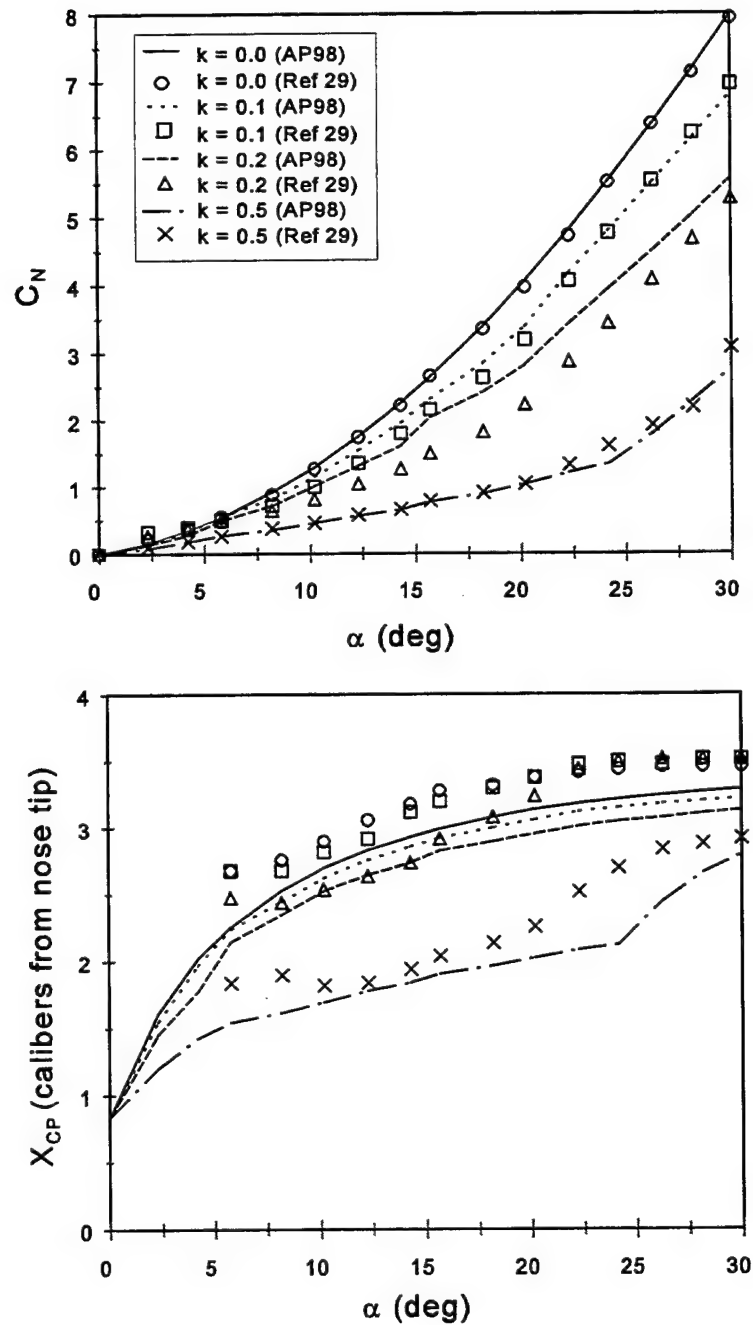 8
7
6
5
4
3
2
1
0
C_N
k = 0.0 (AP98)
k = 0.0 (Ref 29)
k = 0.1 (AP98)
k = 0.1 (Ref 29)
k = 0.2 (AP98)
k = 0.2 (Ref 29)
k = 0.5 (AP98)
k = 0.5 (Ref 29)
0 5 10 15 20 25 30
α (deg)
4
3
2
1
0
X_CP (calibers from nose tip)
0 5 10 15 20 25 30
α (deg)